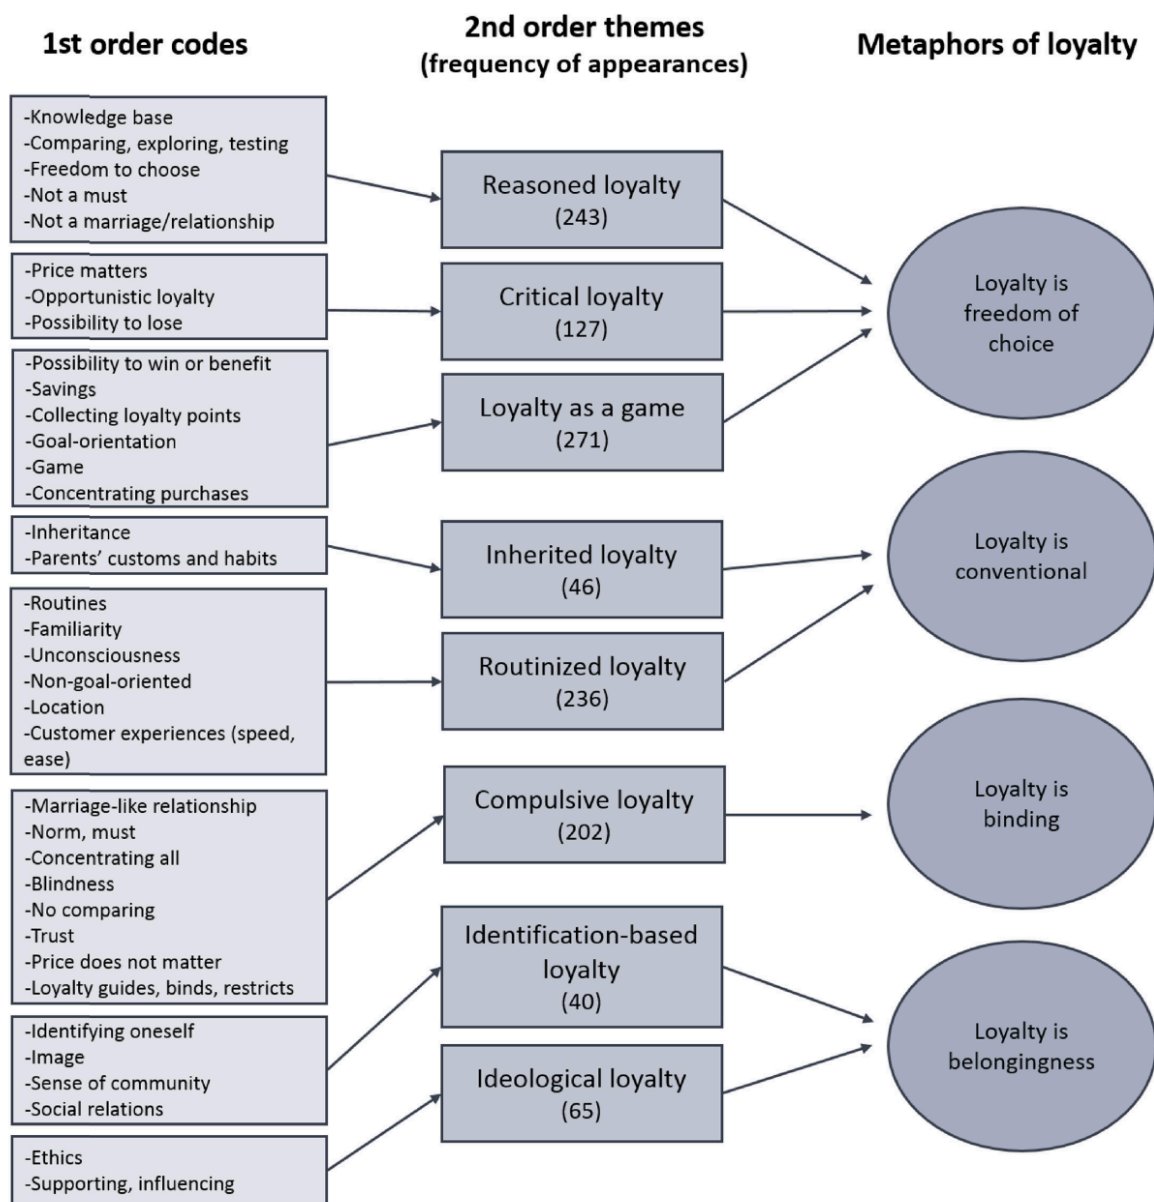 1st order codes
2nd order themes
(frequency of appearances)
Metaphors of loyalty
-Knowledge base
-Comparing, exploring, testing
-Freedom to choose
-Not a must
-Not a marriage/relationship
-Price matters
-Opportunistic loyalty
-Possibility to lose
-Possibility to win or benefit
-Savings
-Collecting loyalty points
-Goal-orientation
-Game
-Concentrating purchases
-Inheritance
-Parents’ customs and habits
-Routines
-Familiarity
-Unconsciousness
-Non-goal-oriented
-Location
-Customer experiences (speed,
ease)
-Marriage-like relationship
-Norm, must
-Concentrating all
-Blindness
-No comparing
-Trust
-Price does not matter
-Loyalty guides, binds, restricts
-Identifying oneself
-Image
-Sense of community
-Social relations
-Ethics
-Supporting, influencing
Reasoned loyalty
(243)
Critical loyalty
(127)
Loyalty as a game
(271)
Inherited loyalty
(46)
Routinized loyalty
(236)
Compulsive loyalty
(202)
Identification-based
loyalty
(40)
Ideological loyalty
(65)
Loyalty is
freedom of
choice
Loyalty is
conventional
Loyalty is
binding
Loyalty is
belongingness